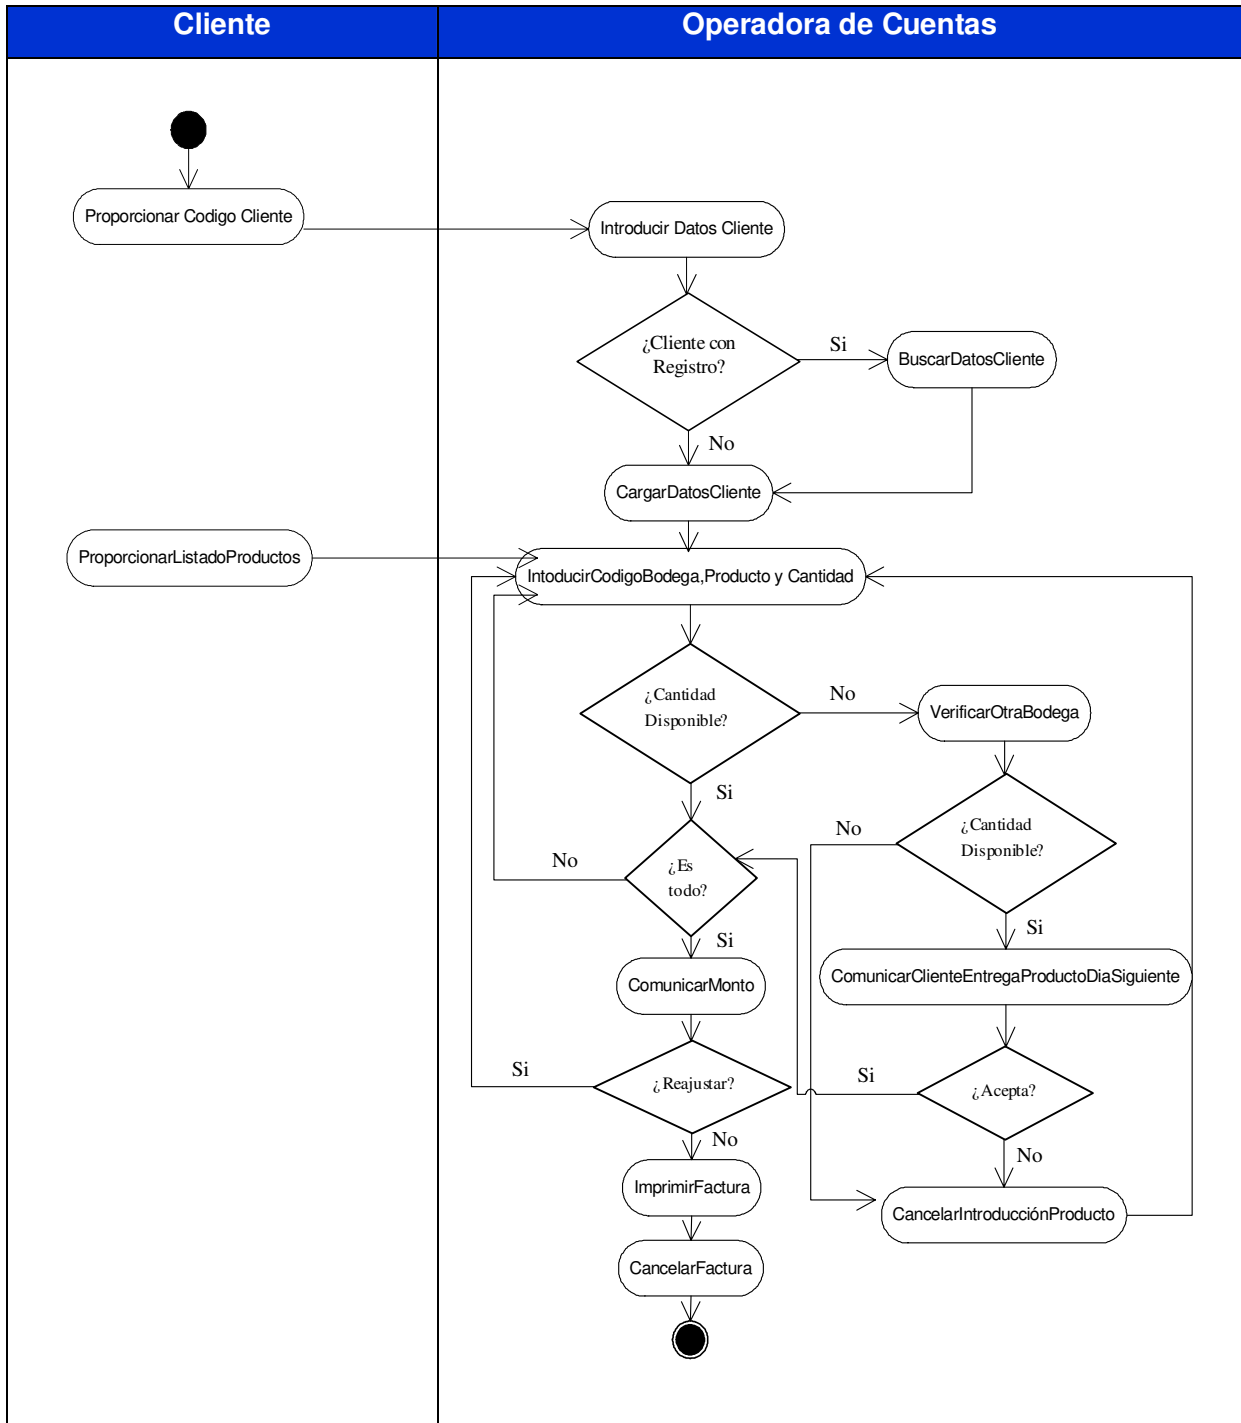 Cliente
Operadora de Cuentas
Proporcionar Codigo Cliente
Introducir Datos Cliente
¿Cliente con
Registro?
Si
BuscarDatosCliente
No
CargarDatosCliente
ProporcionarListadoProductos
IntoducirCodigoBodega,Producto y Cantidad
¿Cantidad
Disponible?
No
VerificarOtraBodega
Si
¿Cantidad
Disponible?
No
¿Es
todo?
No
Si
Si
ComunicarMonto
ComunicarClienteEntregaProductoDiaSiguiente
¿Reajustar?
Si
¿Acepta?
Si
No
No
ImprimirFactura
CancelarIntroducciónProducto
CancelarFactura